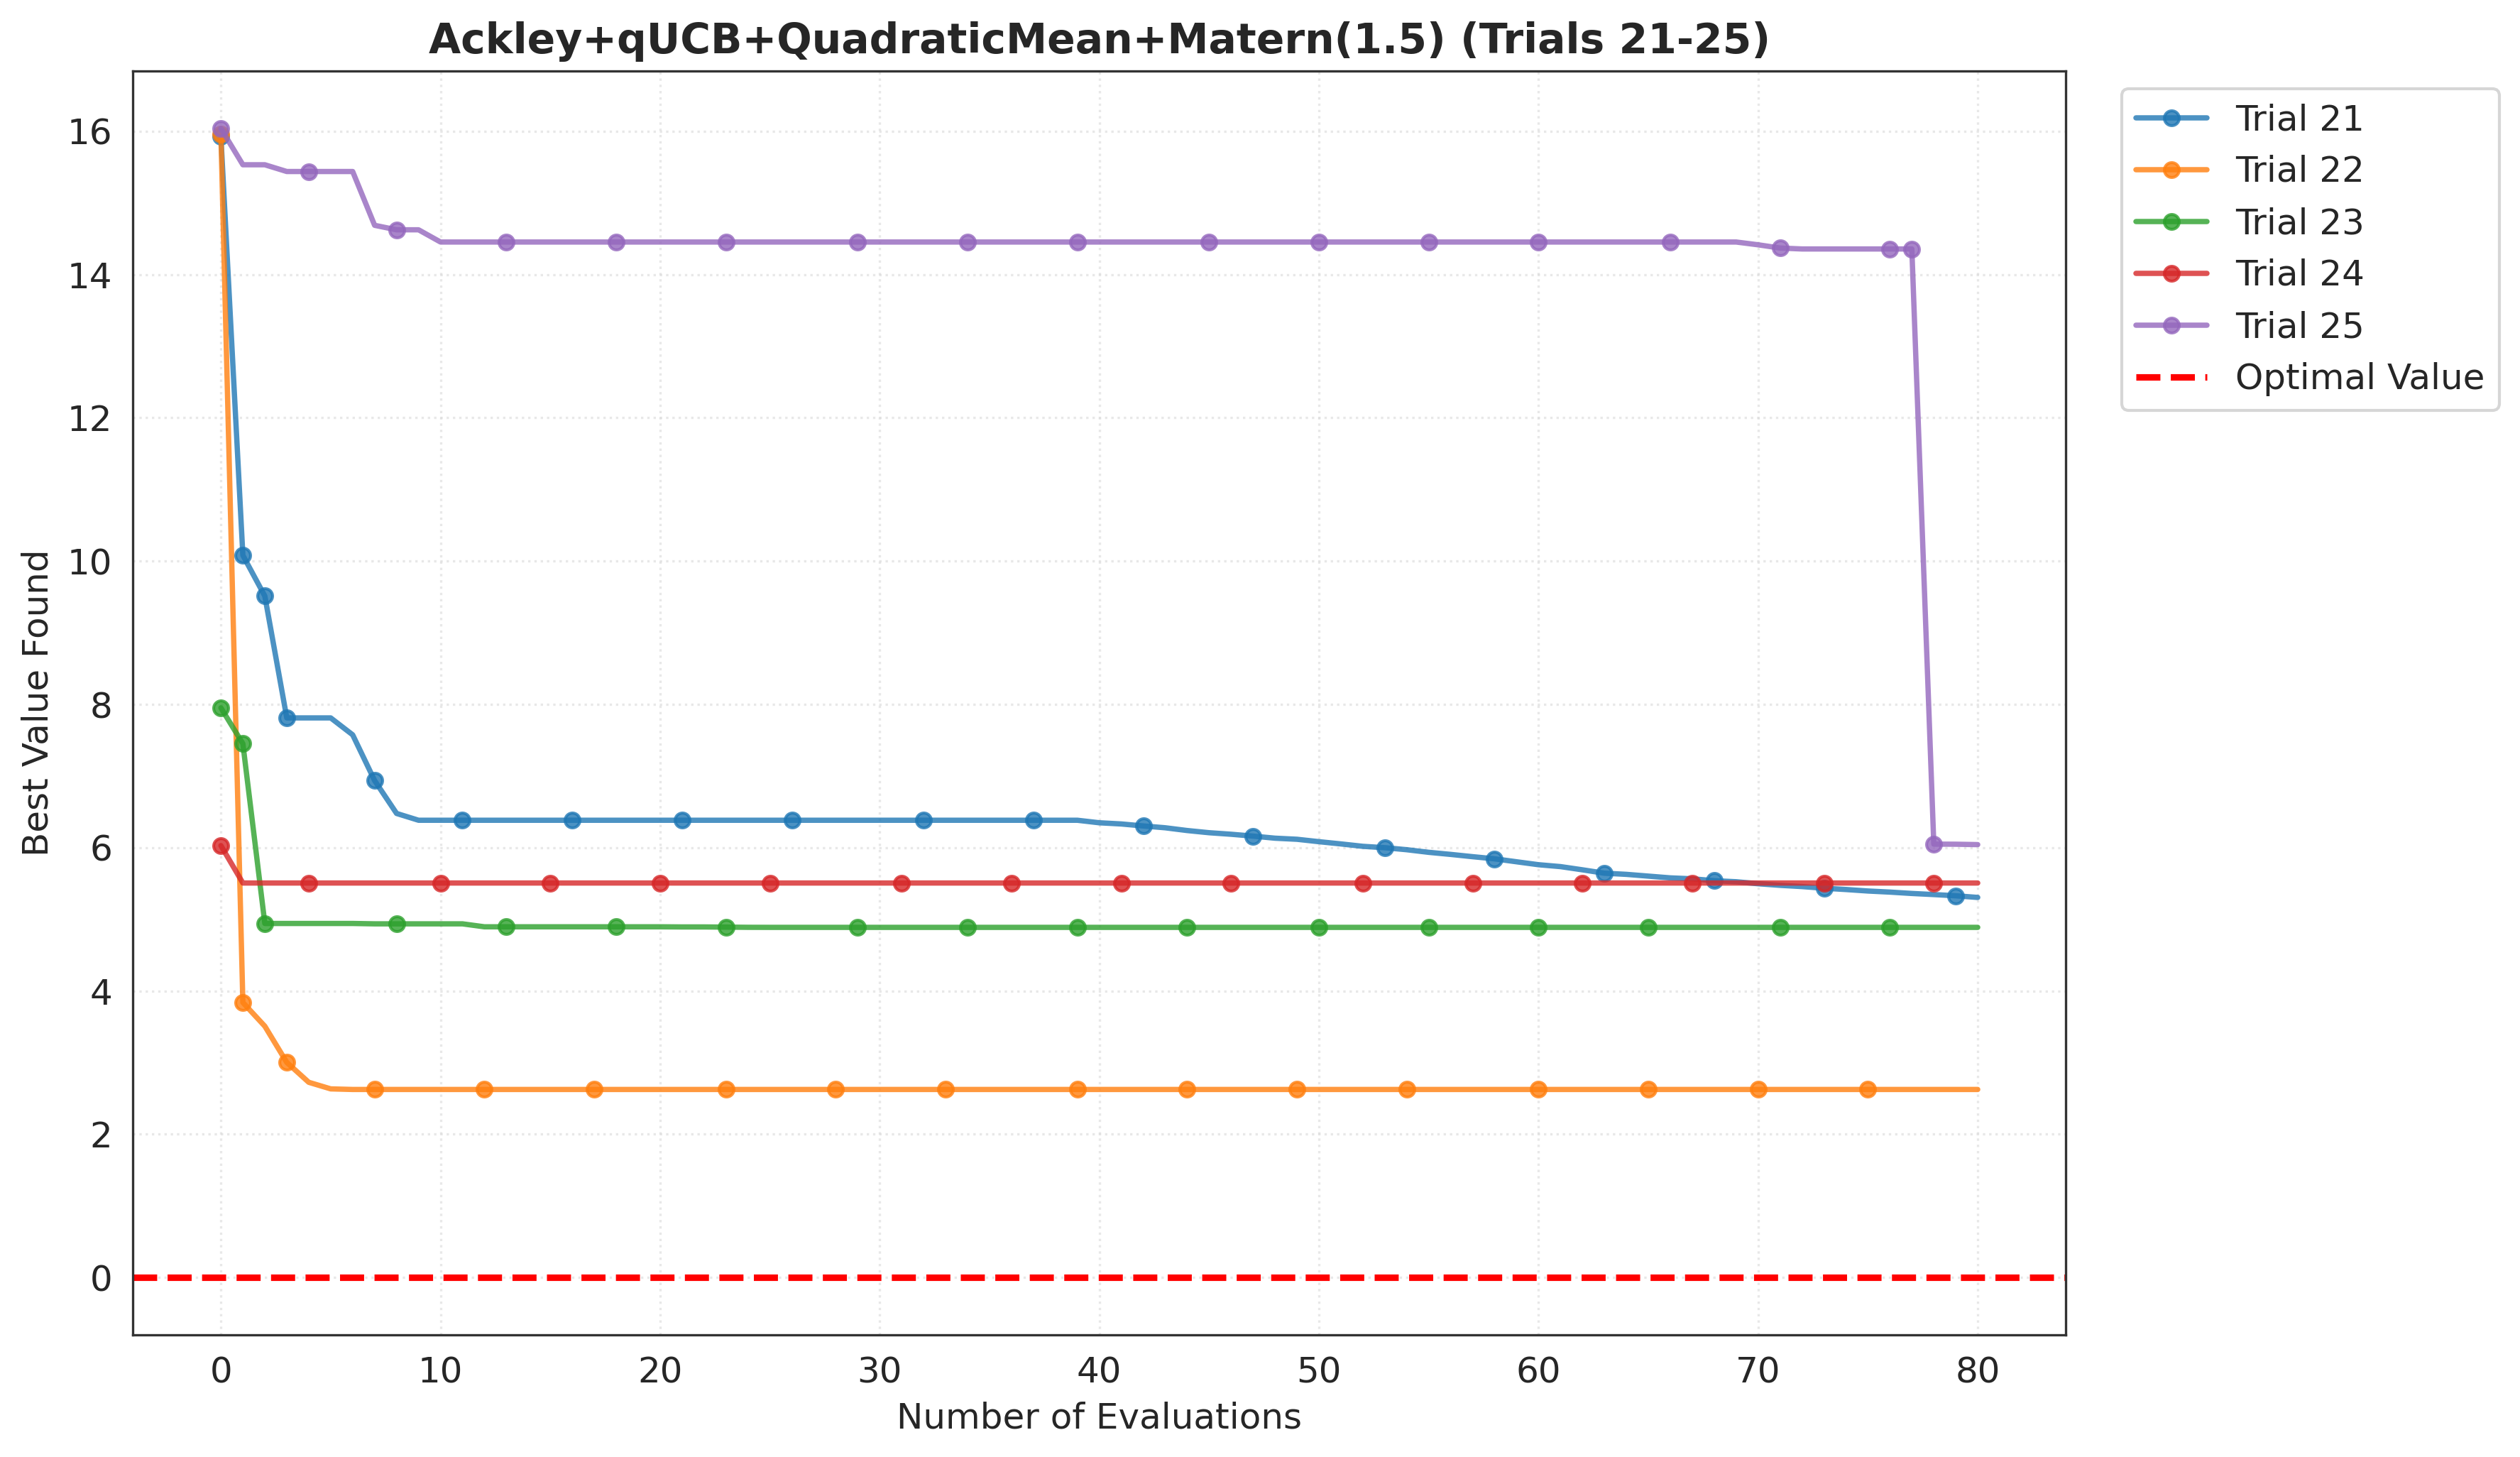 Ackley+qUCB+QuadraticMean+Matern(1.5) (Trials 21-25)
Best Value Found
16
14
12
10
8
6
4
2
0
0 10 20 30 40 50 60 70 80
Number of Evaluations
Trial 21
Trial 22
Trial 23
Trial 24
Trial 25
Optimal Value